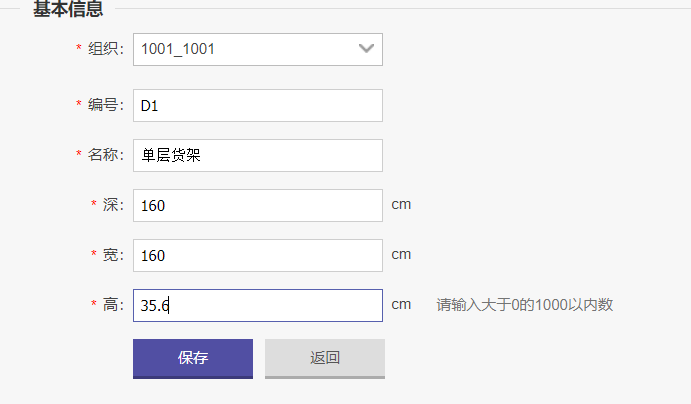 基本信息
* 组织: 1001_1001
* 编号: D1
* 名称: 单层货架
* 深: 160 cm
* 宽: 160 cm
* 高: 35.6 cm 请输入大于0的1000以内数
保存 返回